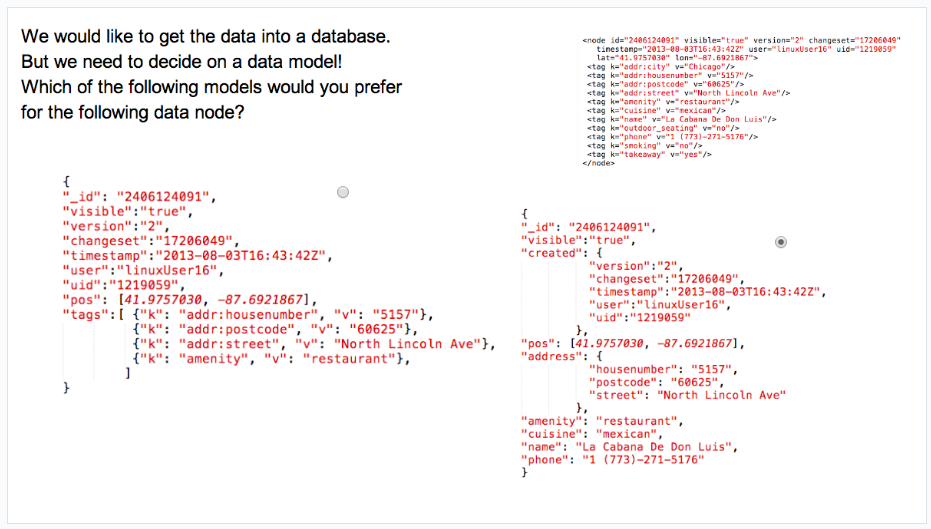 We would like to get the data into a database.
But we need to decide on a data model!
Which of the following models would you prefer
for the following data node?
<node id="2406124091" visible="true" version="2" changeset="17206049"
timestamp="2013-08-03T16:43:42Z" user="linuxUser16" uid="1219059"
lat="41.9757030" lon="-87.6921867">
<tag k="addr:city" v="Chicago"/>
<tag k="addr:housenumber" v="5157"/>
<tag k="addr:postcode" v="60625"/>
<tag k="addr:street" v="North Lincoln Ave"/>
<tag k="amenity" v="restaurant"/>
<tag k="cuisine" v="mexican"/>
<tag k="name" v="La Cabana De Don Luis"/>
<tag k="outdoor_seating" v="no"/>
<tag k="phone" v="1 (773)-271-5176"/>
<tag k="smoking" v="no"/>
<tag k="takeaway" v="yes"/>
</node>
{
"_id": "2406124091",
"visible":"true",
"version":"2",
"changeset":"17206049",
"timestamp":"2013-08-03T16:43:42Z",
"user":"linuxUser16",
"uid":"1219059",
"pos": [41.9757030, -87.6921867],
"tags":[ {"k": "addr:housenumber", "v": "5157"},
{"k": "addr:postcode", "v": "60625"},
{"k": "addr:street", "v": "North Lincoln Ave"},
{"k": "amenity", "v": "restaurant"},
]
}
{
"_id": "2406124091",
"visible":"true",
"created": {
"version":"2",
"changeset":"17206049",
"timestamp":"2013-08-03T16:43:42Z",
"user":"linuxUser16",
"uid":"1219059"
},
"pos": [41.9757030, -87.6921867],
"address": {
"housenumber": "5157",
"postcode": "60625",
"street": "North Lincoln Ave"
},
"amenity": "restaurant",
"cuisine": "mexican",
"name": "La Cabana De Don Luis",
"phone": "1 (773)-271-5176"
}